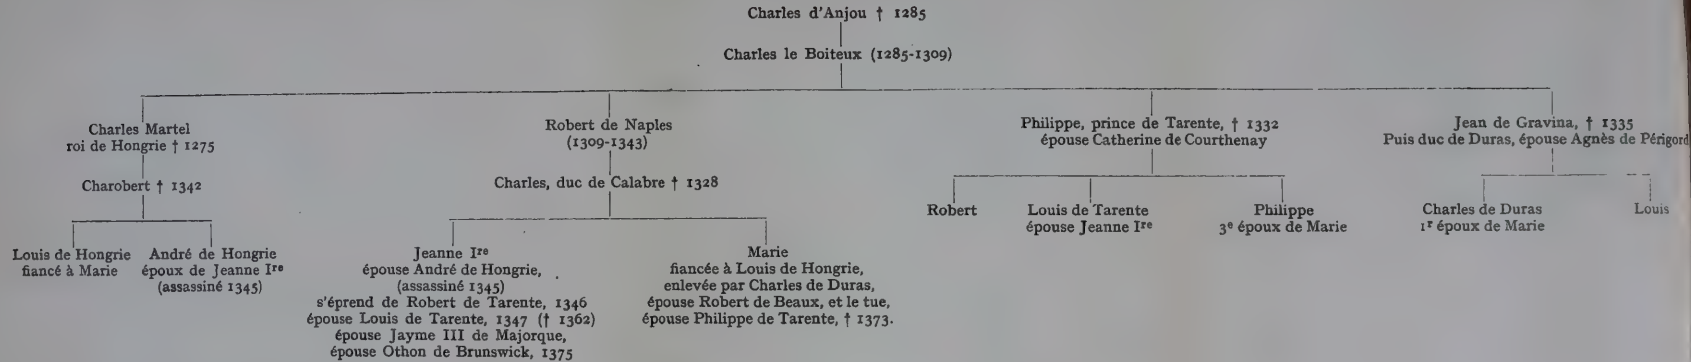 Charles d'Anjou † 1285
Charles le Boiteux (1285-1309)
Charles Martel
roi de Hongrie † 1275
Robert de Naples
(1309-1343)
Philippe, prince de Tarente, † 1332
épouse Catherine de Courthenay
Jean de Gravina, † 1335
Puis duc de Duras, épouse Agnès de Périgord
Charobert † 1342
Charles, duc de Calabre † 1328
Robert
Louis de Tarente
épouse Jeanne Iʳᵉ
Philippe
3ᵉ époux de Marie
Charles de Duras
1ʳ époux de Marie
Louis
Louis de Hongrie
fiancé à Marie
André de Hongrie
époux de Jeanne Iʳᵉ
(assassiné 1345)
Jeanne Iʳᵉ
épouse André de Hongrie,
(assassiné 1345)
s'éprend de Robert de Tarente, 1346
épouse Louis de Tarente, 1347 († 1362)
épouse Jayme III de Majorque,
épouse Othon de Brunswick, 1375
Marie
fiancée à Louis de Hongrie,
enlevée par Charles de Duras,
épouse Robert de Beaux, et le tue,
épouse Philippe de Tarente, † 1373.